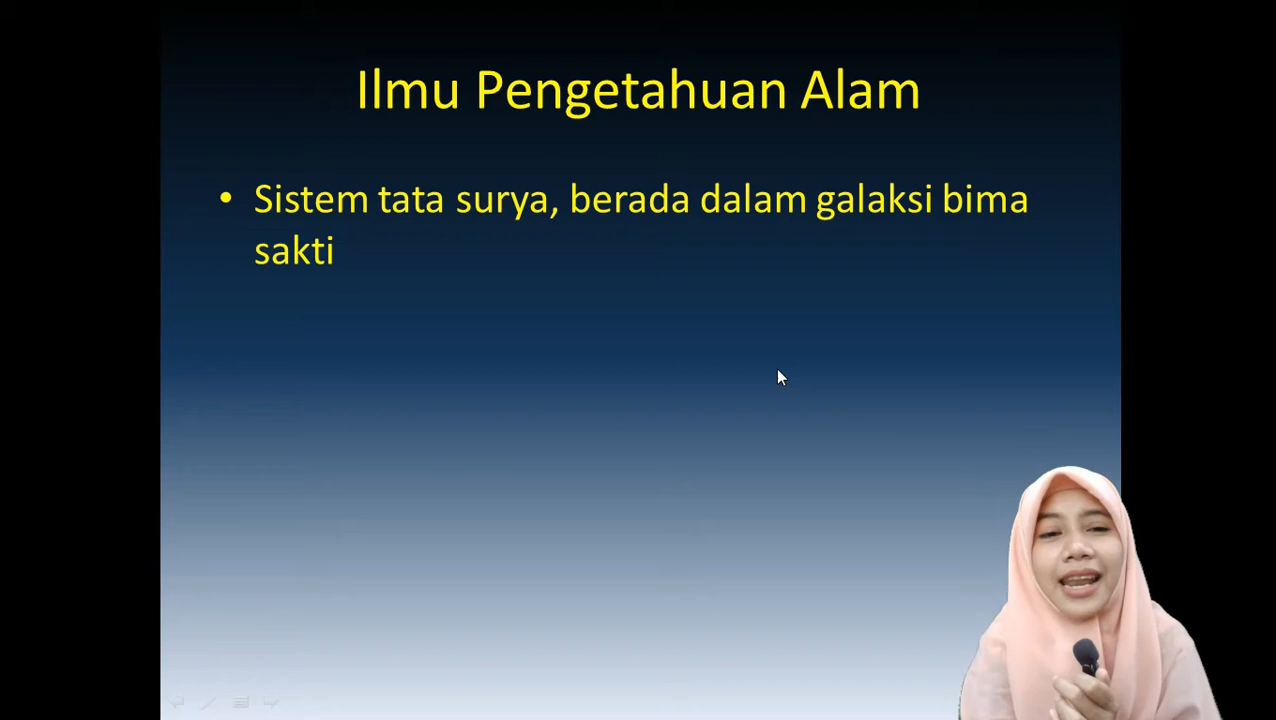 Ilmu Pengetahuan Alam
• Sistem tata surya, berada dalam galaksi bima
sakti